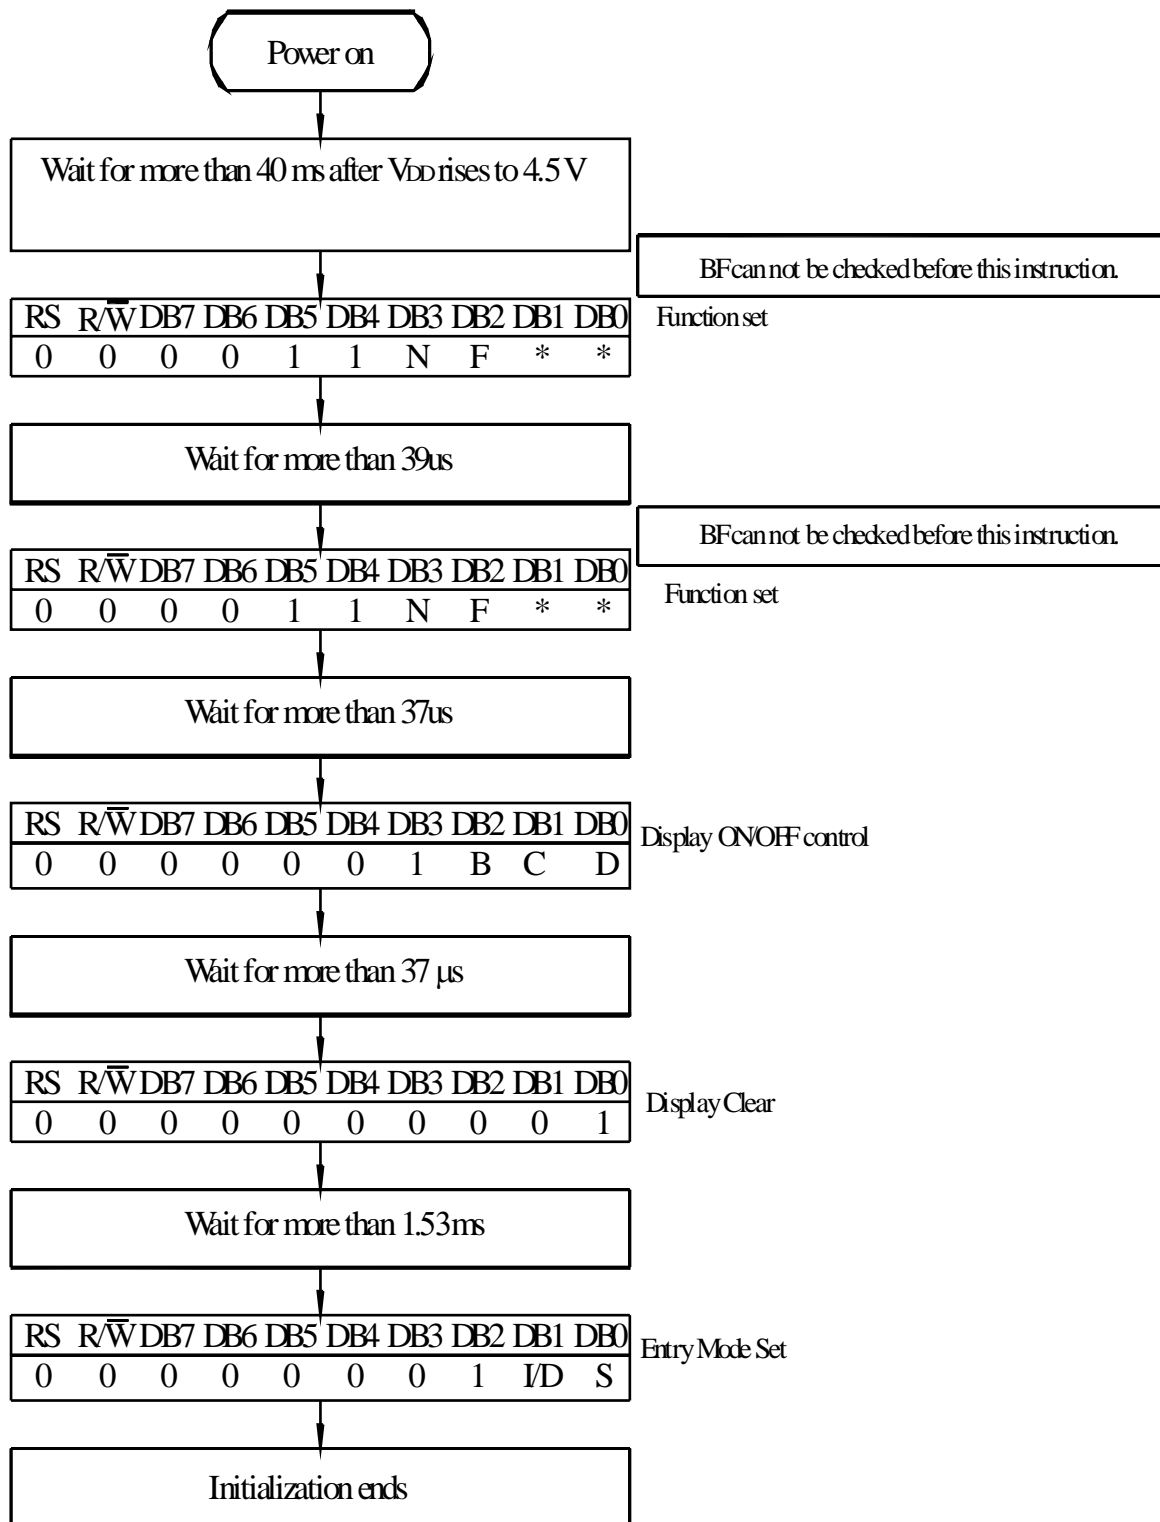 Power on
Wait for more than 40 ms after VDD rises to 4.5 V
BF can not be checked before this instruction.
RS R/W̅ DB7 DB6 DB5 DB4 DB3 DB2 DB1 DB0
Function set
0 0 0 0 1 1 N F * *
Wait for more than 39us
BF can not be checked before this instruction.
RS R/W̅ DB7 DB6 DB5 DB4 DB3 DB2 DB1 DB0
Function set
0 0 0 0 1 1 N F * *
Wait for more than 37us
RS R/W̅ DB7 DB6 DB5 DB4 DB3 DB2 DB1 DB0
Display ON/OFF control
0 0 0 0 0 0 1 B C D
Wait for more than 37 μs
RS R/W̅ DB7 DB6 DB5 DB4 DB3 DB2 DB1 DB0
Display Clear
0 0 0 0 0 0 0 0 0 1
Wait for more than 1.53ms
RS R/W̅ DB7 DB6 DB5 DB4 DB3 DB2 DB1 DB0
Entry Mode Set
0 0 0 0 0 0 0 1 I/D S
Initialization ends